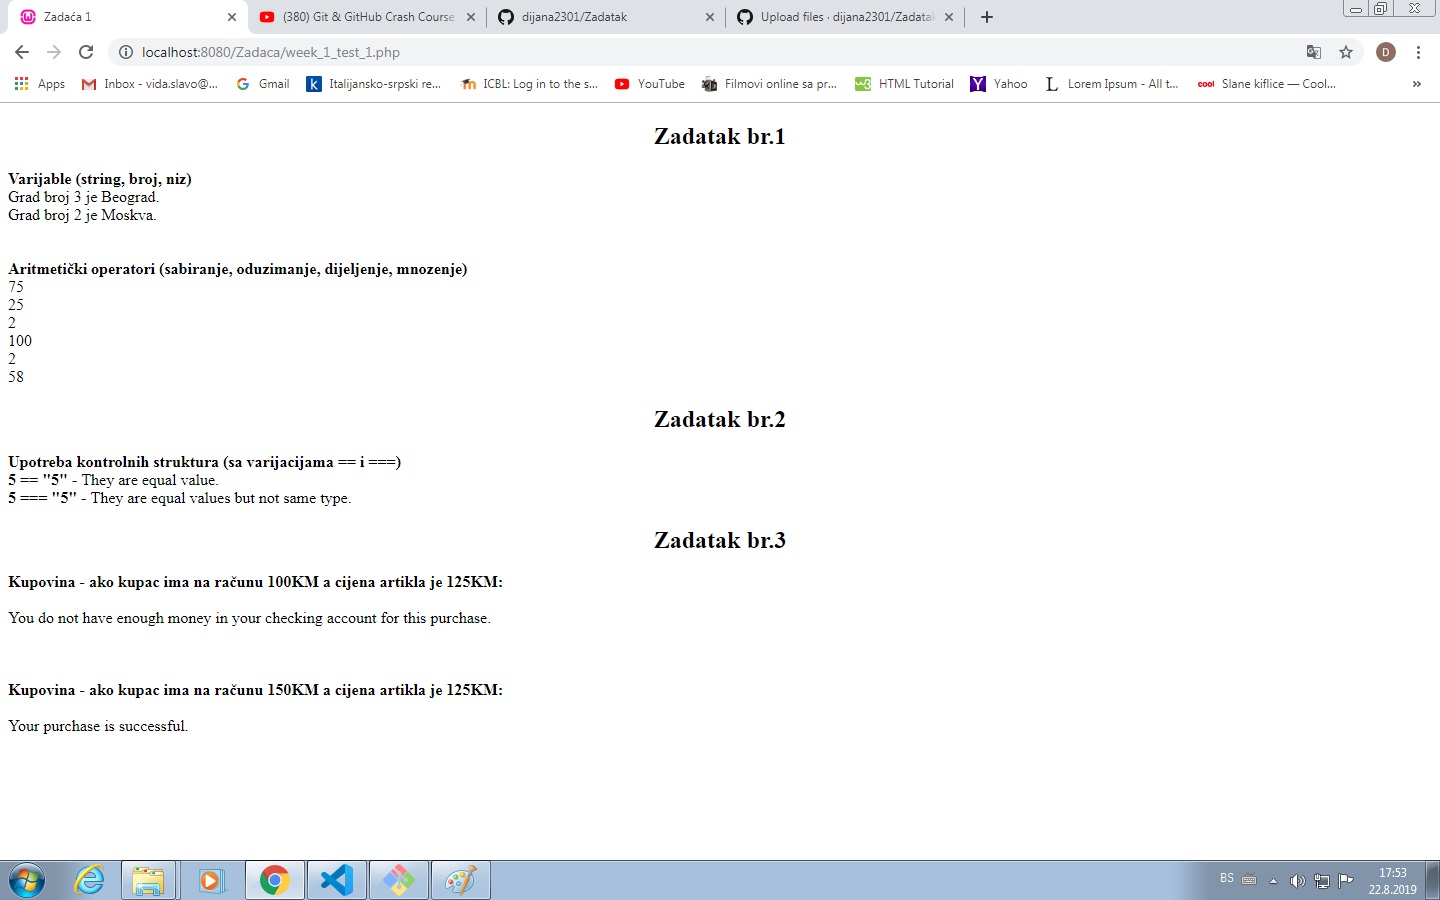 Zadaća 1
(380) Git & GitHub Crash Course
dijana2301/Zadatak
Upload files · dijana2301/Zadatak
localhost:8080/Zadaca/week_1_test_1.php
D
Apps
Inbox - vida.slavo@...
Gmail
Italijansko-srpski re...
ICBL: Log in to the s...
YouTube
Filmovi online sa pr...
HTML Tutorial
Yahoo
Lorem Ipsum - All t...
cool
Slane kiflice — Cool...
Zadatak br.1
Varijable (string, broj, niz)
Grad broj 3 je Beograd.
Grad broj 2 je Moskva.
Aritmetički operatori (sabiranje, oduzimanje, dijeljenje, mnozenje)
75
25
2
100
2
58
Zadatak br.2
Upotreba kontrolnih struktura (sa varijacijama == i ===)
5 == "5" - They are equal value.
5 === "5" - They are equal values but not same type.
Zadatak br.3
Kupovina - ako kupac ima na računu 100KM a cijena artikla je 125KM:
You do not have enough money in your checking account for this purchase.
Kupovina - ako kupac ima na računu 150KM a cijena artikla je 125KM:
Your purchase is successful.
BS
17:53
22.8.2019